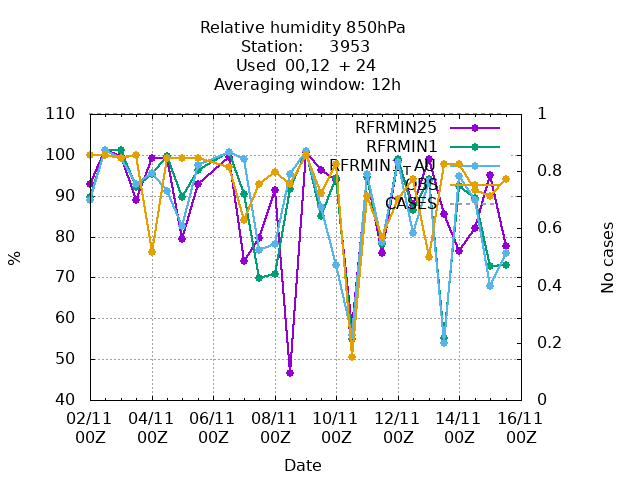 Relative humidity 850hPa
Station: 3953
Used 00,12 + 24
Averaging window: 12h
110
100
90
80
70
60
50
40
%
1
0.8
0.6
0.4
0.2
0
No cases
RFRMIN25
RFRMIN1
OBS
CASES
02/11 04/11 06/11 08/11 10/11 12/11 14/11 16/11
00Z 00Z 00Z 00Z 00Z 00Z 00Z 00Z
Date